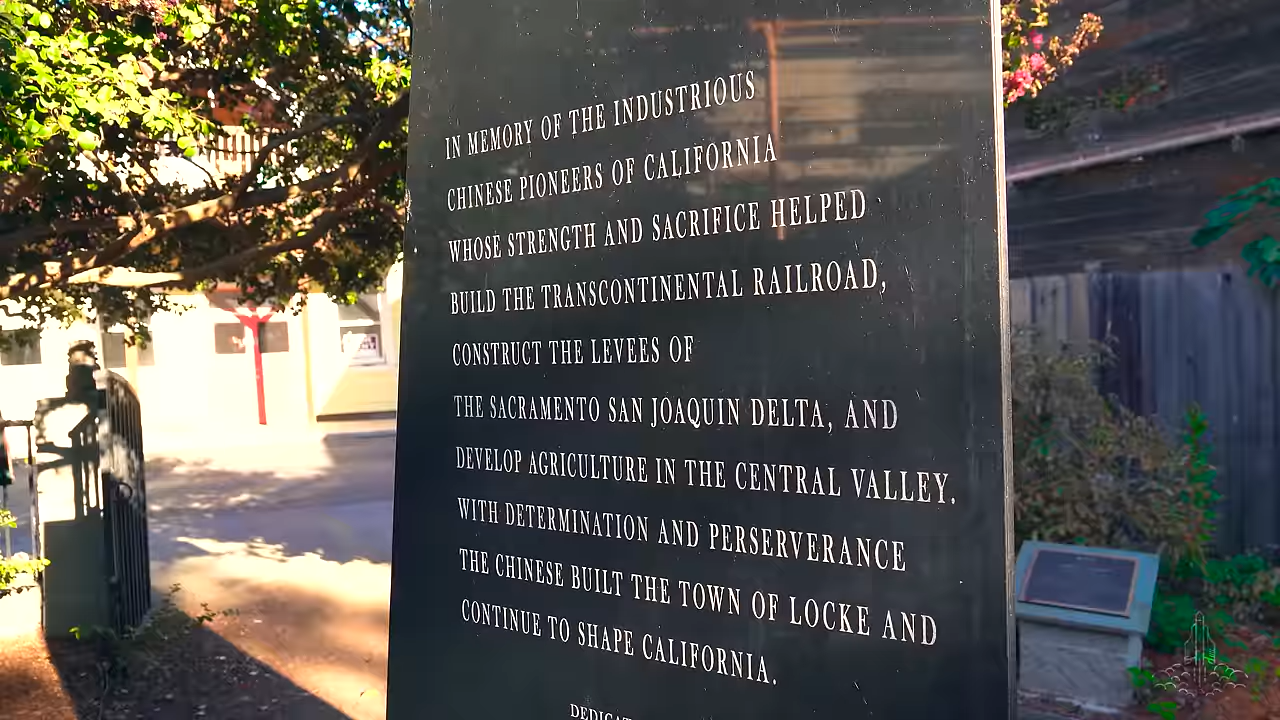 IN MEMORY OF THE INDUSTRIOUS
CHINESE PIONEERS OF CALIFORNIA
WHOSE STRENGTH AND SACRIFICE HELPED
BUILD THE TRANSCONTINENTAL RAILROAD,
CONSTRUCT THE LEVEES OF
THE SACRAMENTO SAN JOAQUIN DELTA, AND
DEVELOP AGRICULTURE IN THE CENTRAL VALLEY.
WITH DETERMINATION AND PERSERVERANCE
THE CHINESE BUILT THE TOWN OF LOCKE AND
CONTINUE TO SHAPE CALIFORNIA.